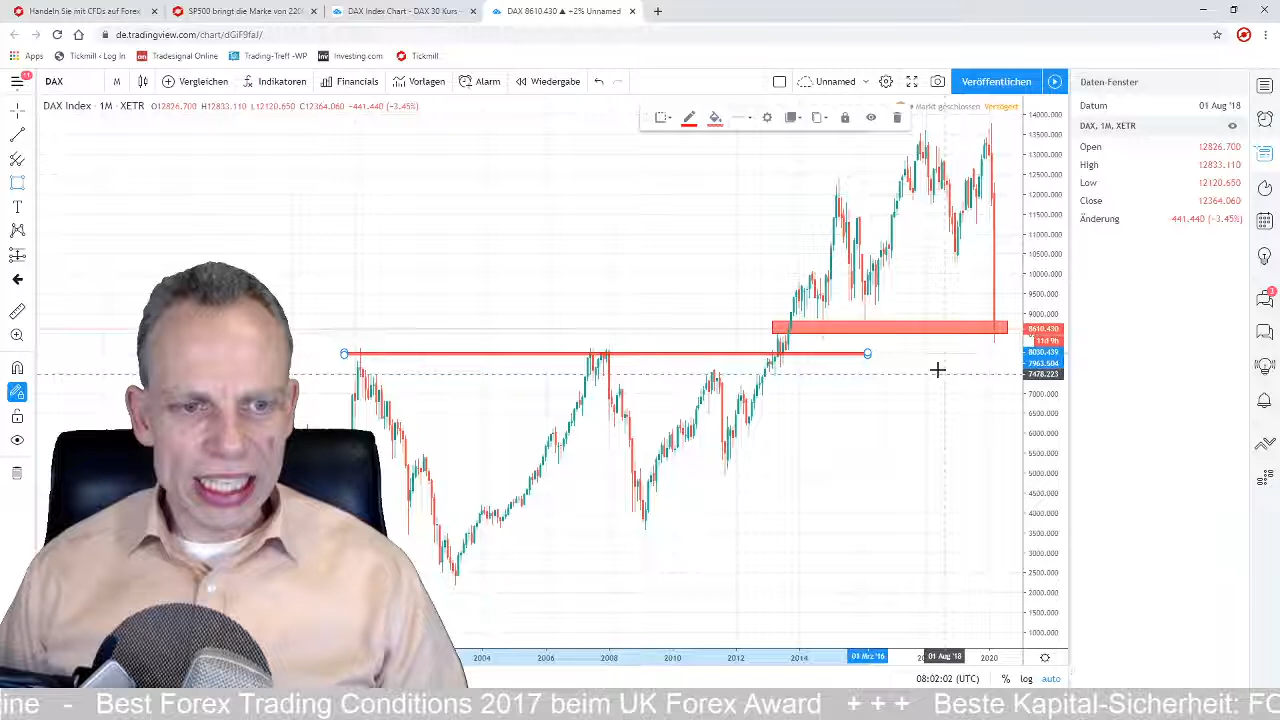 Handeln Sie mit CFDs auf Forex
SP500 bringt die Marke von 220
DAX Index Chart - DAX 30 Kurs
DAX 8610.430 ▲ +2% Unnamed
de.tradingview.com/chart/dGiF9faJ/
Apps
Tickmill - Log In
Tradesignal Online
Trading-Treff -WP
Investing.com
Tickmill
11
DAX
M
Vergleichen
Indikatoren
Financials
Vorlagen
Alarm
Wiedergabe
Unnamed
Veröffentlichen
Daten-Fenster
DAX Index · 1M · XETR O12826.700 H12833.110 L12120.650 C12364.060 −441.440 (−3.45%)
Markt geschlossen
Verzögert
Datum 01 Aug '18
DAX, 1M, XETR
Open 12826.700
High 12833.110
Low 12120.650
Close 12364.060
Änderung 441.440 (−3.45%)
14000.000
13500.000
13000.000
12500.000
12000.000
11500.000
11000.000
10500.000
10000.000
9500.000
9000.000
8610.430
11d 9h
8030.439
7963.504
7478.223
7000.000
6500.000
6000.000
5500.000
5000.000
4500.000
4000.000
3500.000
3000.000
2500.000
2000.000
1500.000
1000.000
1
2004
2006
2008
2010
2012
2014
01 Mrz '16
01 Aug '18
2020
08:02:02 (UTC)
%
log
auto
Best Forex Trading Conditions 2017 beim UK Forex Award + + + Beste Kapital-Sicherheit: